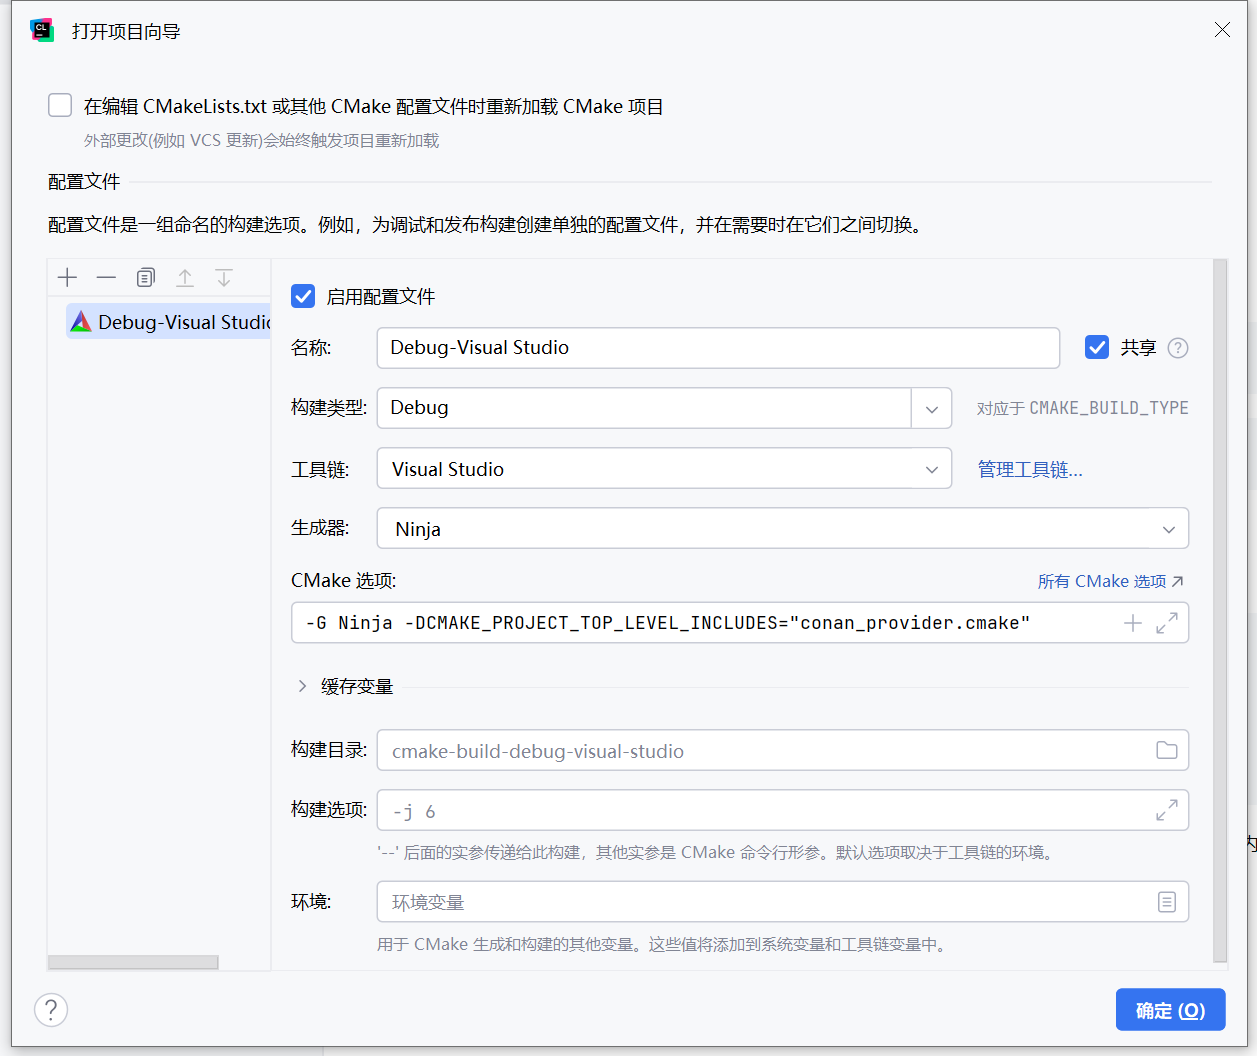 CL
打开项目向导
在编辑 CMakeLists.txt 或其他 CMake 配置文件时重新加载 CMake 项目
外部更改(例如 VCS 更新)会始终触发项目重新加载
配置文件
配置文件是一组命名的构建选项。例如，为调试和发布构建创建单独的配置文件，并在需要时在它们之间切换。
Debug-Visual Studio
启用配置文件
名称: Debug-Visual Studio 共享 ?
构建类型: Debug 对应于 CMAKE_BUILD_TYPE
工具链: Visual Studio 管理工具链...
生成器: Ninja
CMake 选项: 所有 CMake 选项
-G Ninja -DCMAKE_PROJECT_TOP_LEVEL_INCLUDES="conan_provider.cmake"
缓存变量
构建目录: cmake-build-debug-visual-studio
构建选项: -j 6
'--' 后面的实参传递给此构建，其他实参是 CMake 命令行形参。默认选项取决于工具链的环境。
环境: 环境变量
用于 CMake 生成和构建的其他变量。这些值将添加到系统变量和工具链变量中。
? 确定 (O)